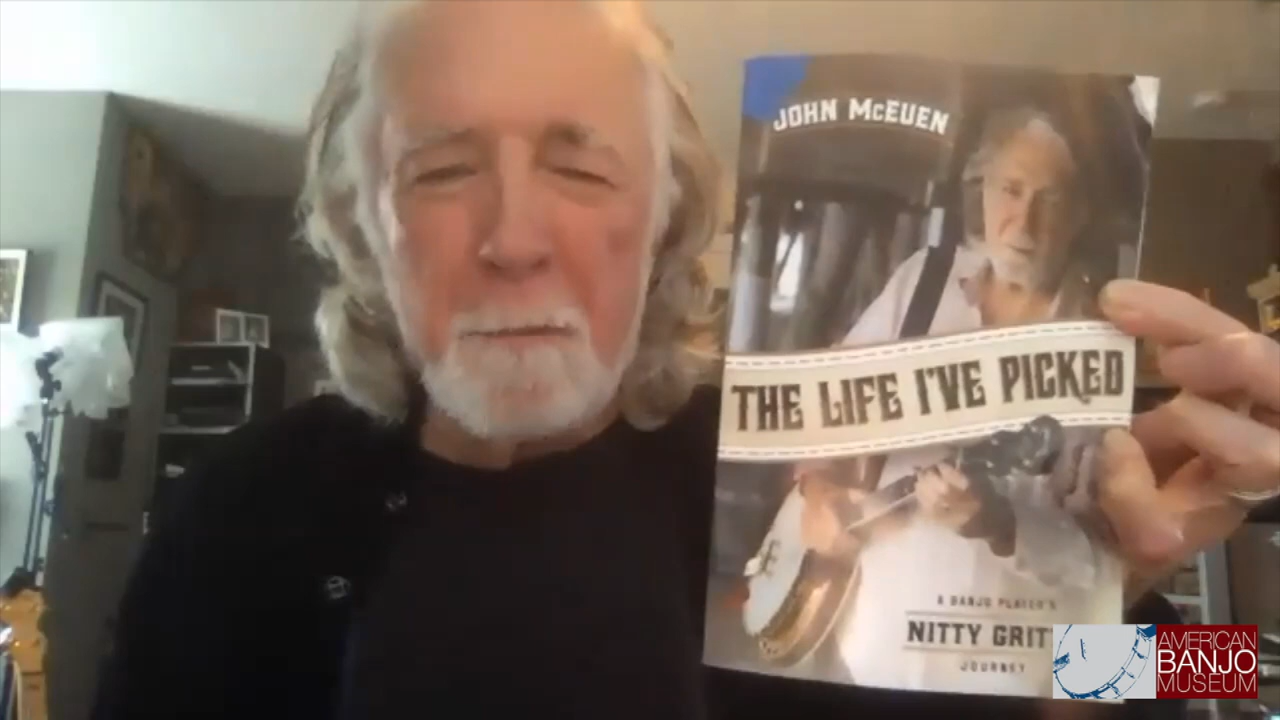 JOHN McEUEN
THE LIFE I'VE PICKED
A BANJO PLAYER'S
NITTY GRIT
JOURNEY
AMERICAN
BANJO
MUSEUM